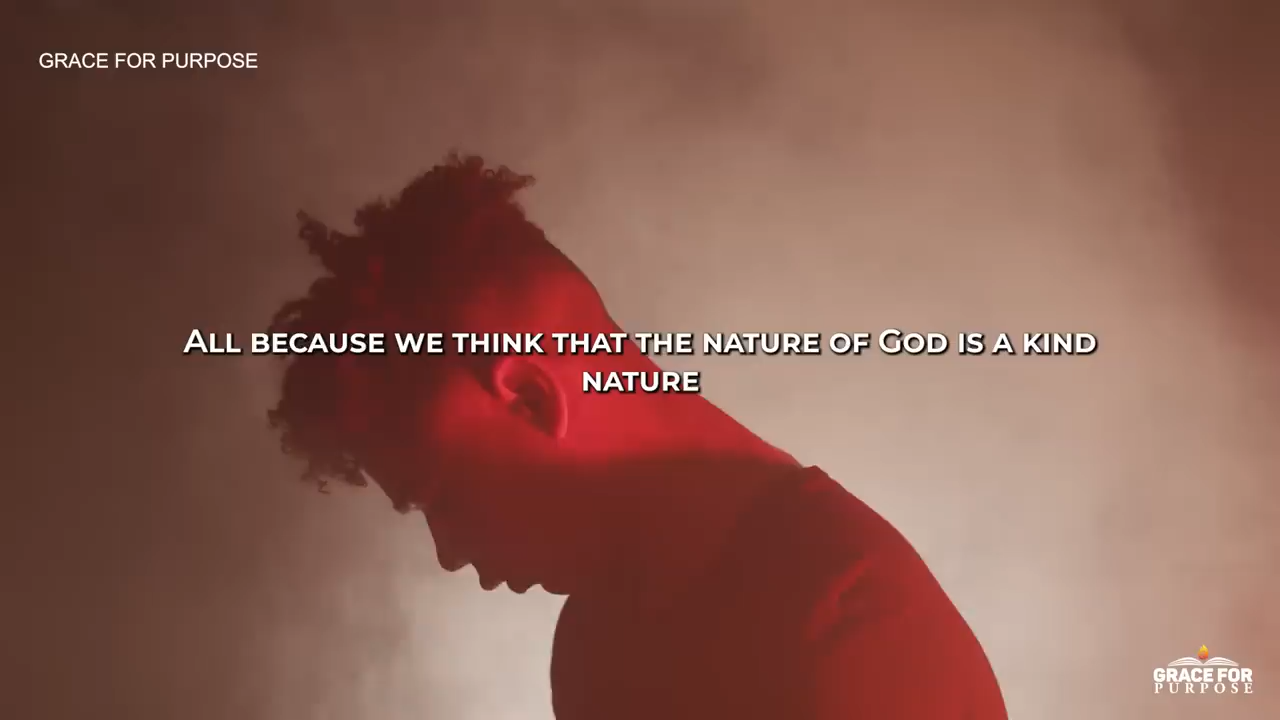 GRACE FOR PURPOSE
All because we think that the nature of God is a kind
nature
GRACE FOR
PURPOSE